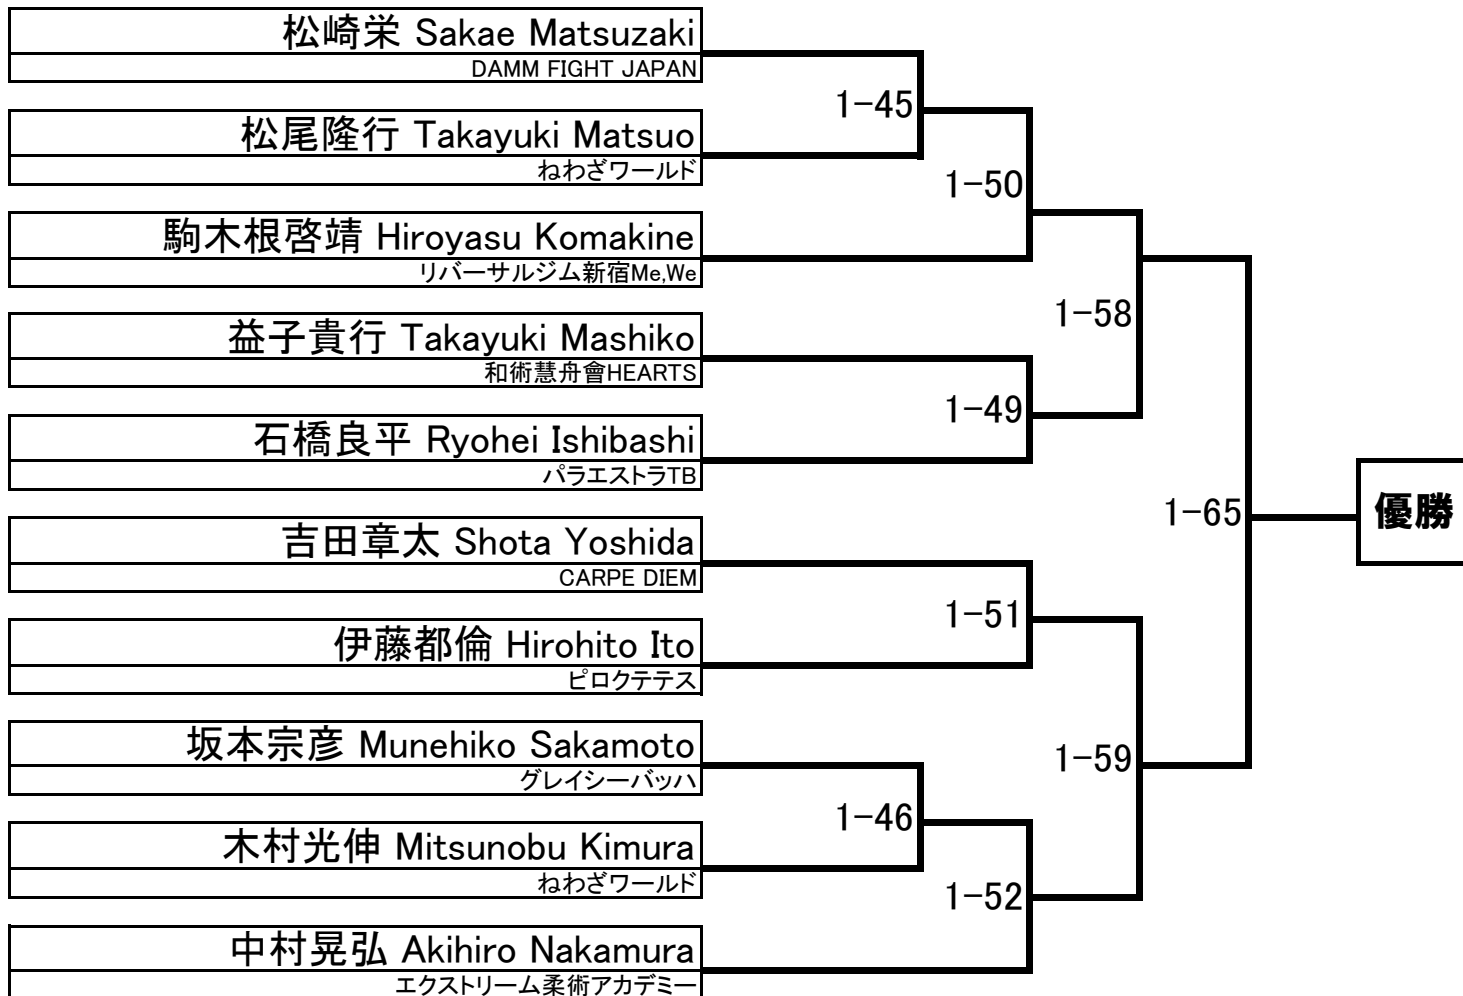 松崎栄 Sakae Matsuzaki
DAMM FIGHT JAPAN
1-45
松尾隆行 Takayuki Matsuo
ねわざワールド
1-50
駒木根啓靖 Hiroyasu Komakine
リバーサルジム新宿Me,We
1-58
益子貴行 Takayuki Mashiko
和術慧舟會HEARTS
1-49
石橋良平 Ryohei Ishibashi
パラエストラTB
1-65
優勝
吉田章太 Shota Yoshida
CARPE DIEM
1-51
伊藤都倫 Hirohito Ito
ピロクテテス
坂本宗彦 Munehiko Sakamoto
グレイシーバッハ
1-59
1-46
木村光伸 Mitsunobu Kimura
ねわざワールド
1-52
中村晃弘 Akihiro Nakamura
エクストリーム柔術アカデミー